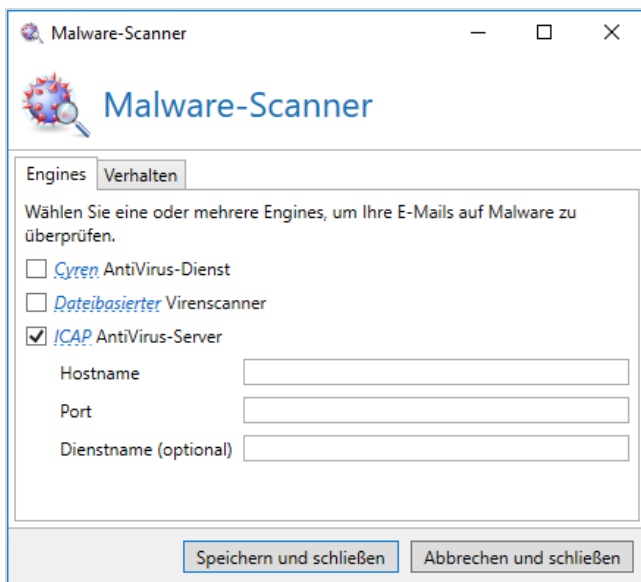 Malware-Scanner
Malware-Scanner
Engines Verhalten
Wählen Sie eine oder mehrere Engines, um Ihre E-Mails auf Malware zu
überprüfen.
Cyren AntiVirus-Dienst
Dateibasierter Virenscanner
ICAP AntiVirus-Server
Hostname
Port
Dienstname (optional)
Speichern und schließen Abbrechen und schließen